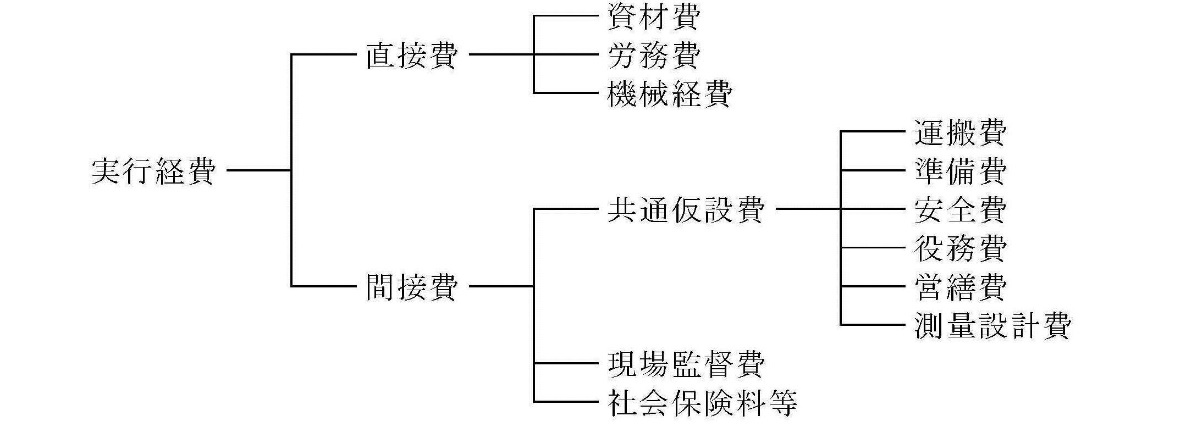 実行経費
直接費
資材費
労務費
機械経費
間接費
共通仮設費
運搬費
準備費
安全費
役務費
営繕費
測量設計費
現場監督費
社会保険料等